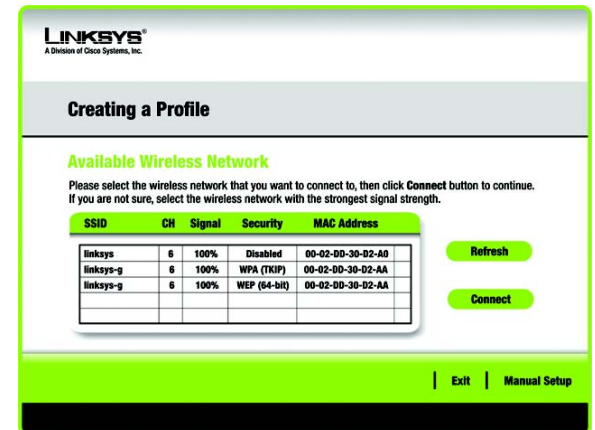 LINKSYS®
A Division of Cisco Systems, Inc.
Creating a Profile
Available Wireless Network
Please select the wireless network that you want to connect to, then click Connect button to continue.
If you are not sure, select the wireless network with the strongest signal strength.
SSID CH Signal Security MAC Address
linksys 6 100% Disabled 00-02-DD-30-D2-A0
linksys-g 6 100% WPA (TKIP) 00-02-DD-30-D2-AA
linksys-g 6 100% WEP (64-bit) 00-02-DD-30-D2-AA
Refresh
Connect
Exit Manual Setup